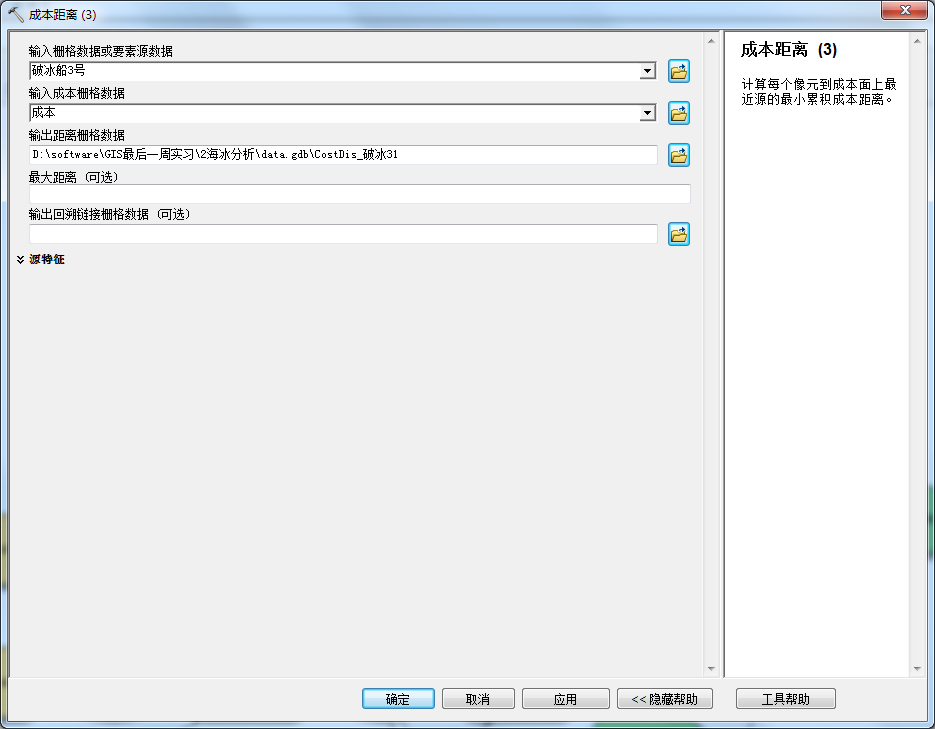 成本距离 (3)
输入栅格数据或要素源数据
破冰船3号
输入成本栅格数据
成本
输出距离栅格数据
D:\software\GIS最后一周实习\2海冰分析\data.gdb\CostDis_破冰31
最大距离 (可选)
输出回溯链接栅格数据 (可选)
源特征
成本距离 (3)
计算每个像元到成本面上最
近源的最小累积成本距离。
确定
取消
应用
<< 隐藏帮助
工具帮助